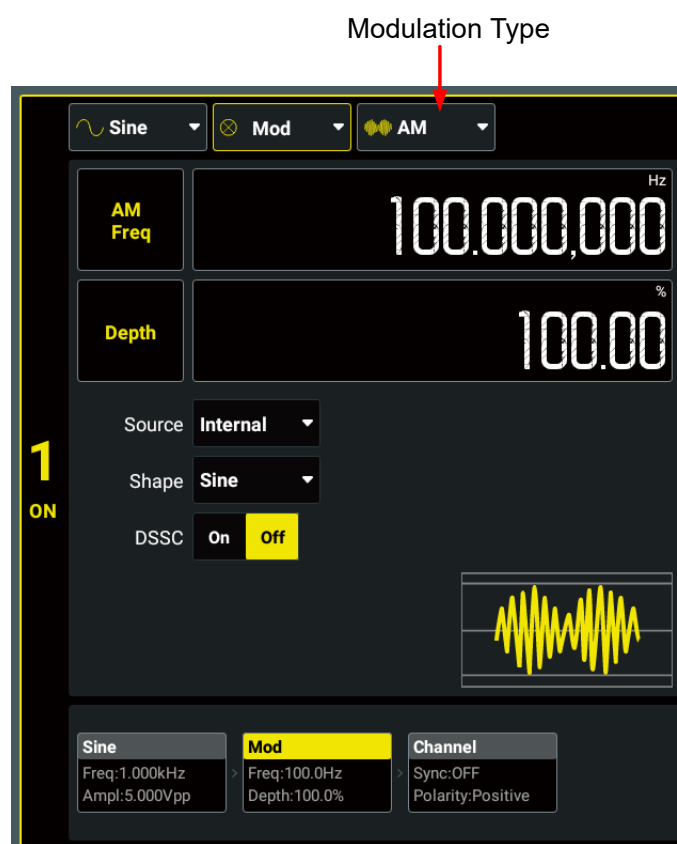 Modulation Type
Sine
Mod
AM
AM
Freq
Hz
100.000,000
Depth
%
100.00
1
ON
Source
Internal
Shape
Sine
DSSC
On
Off
Sine
Freq:1.000kHz
Ampl:5.000Vpp
>
Mod
Freq:100.0Hz
Depth:100.0%
>
Channel
Sync:OFF
Polarity:Positive